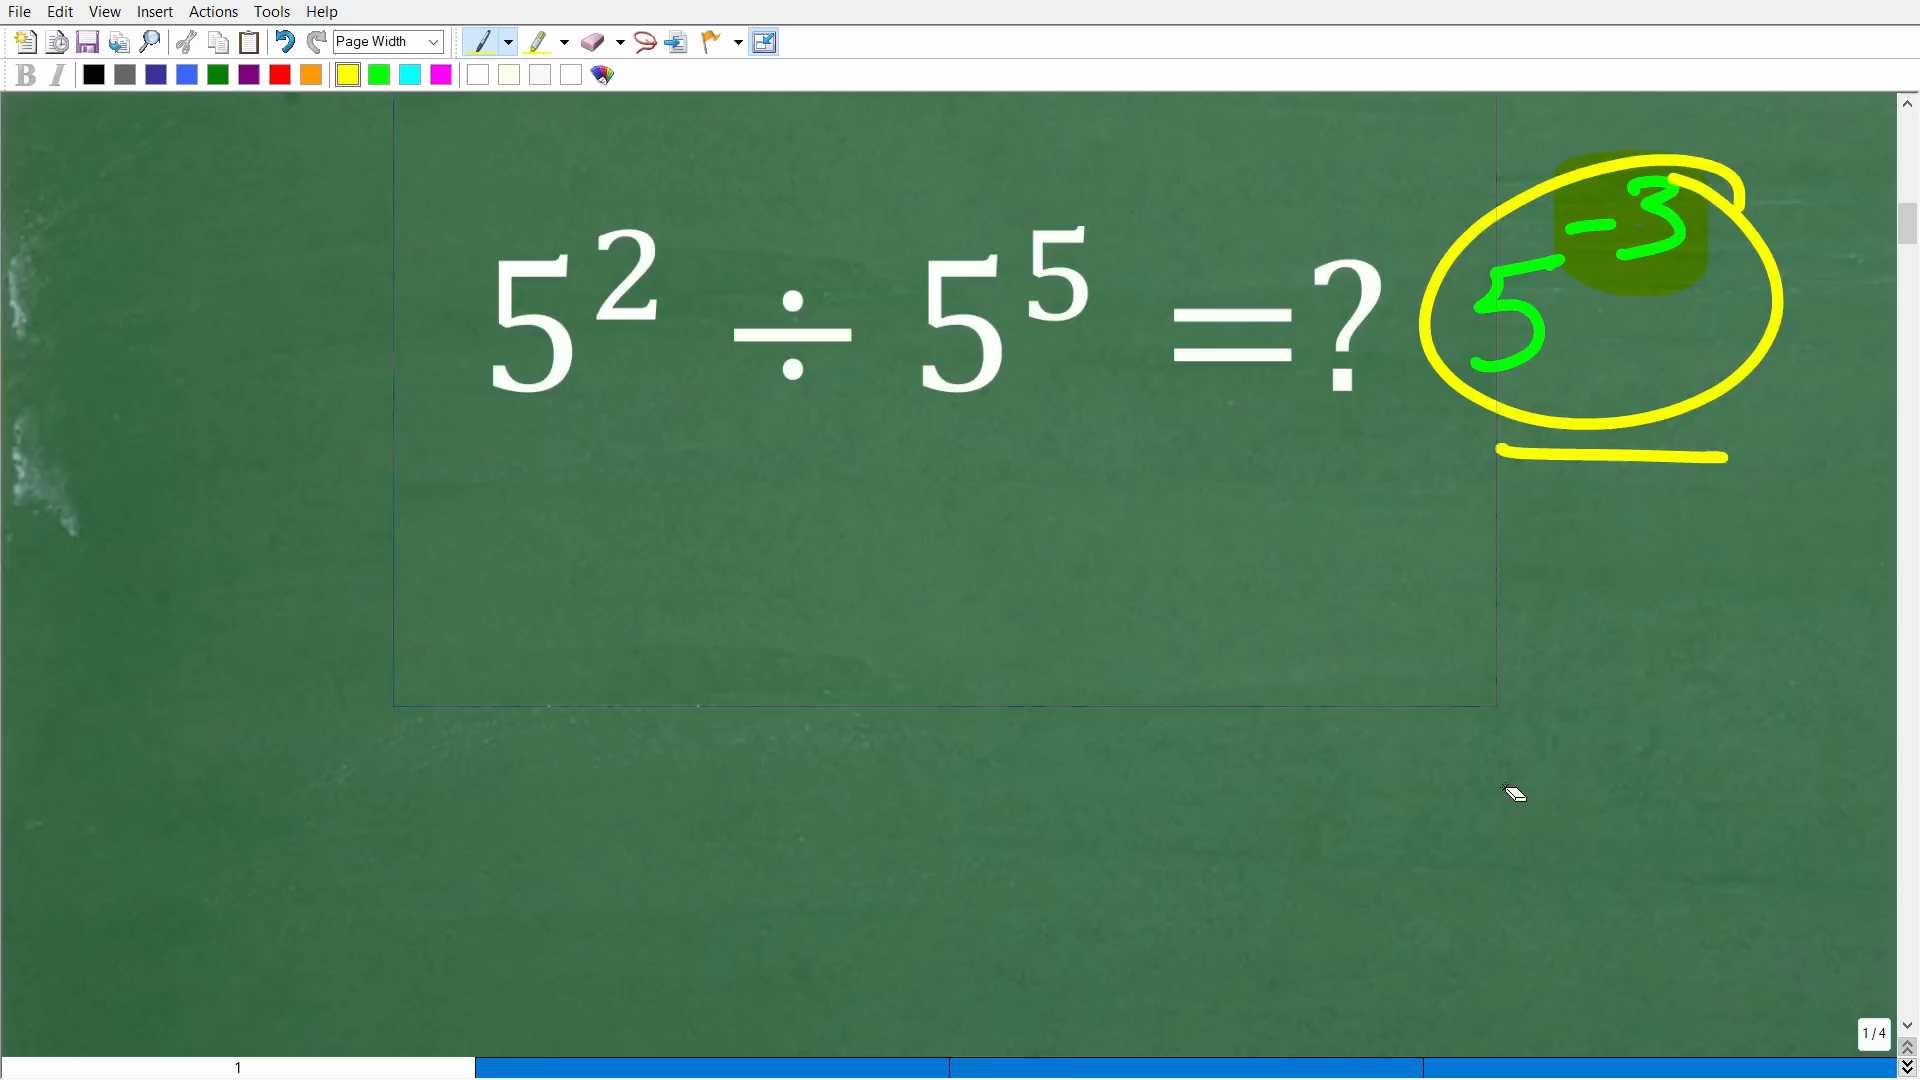 File Edit View Insert Actions Tools Help
Page Width
B I
5² ÷ 5⁵ =? 5⁻³
1 / 4
1